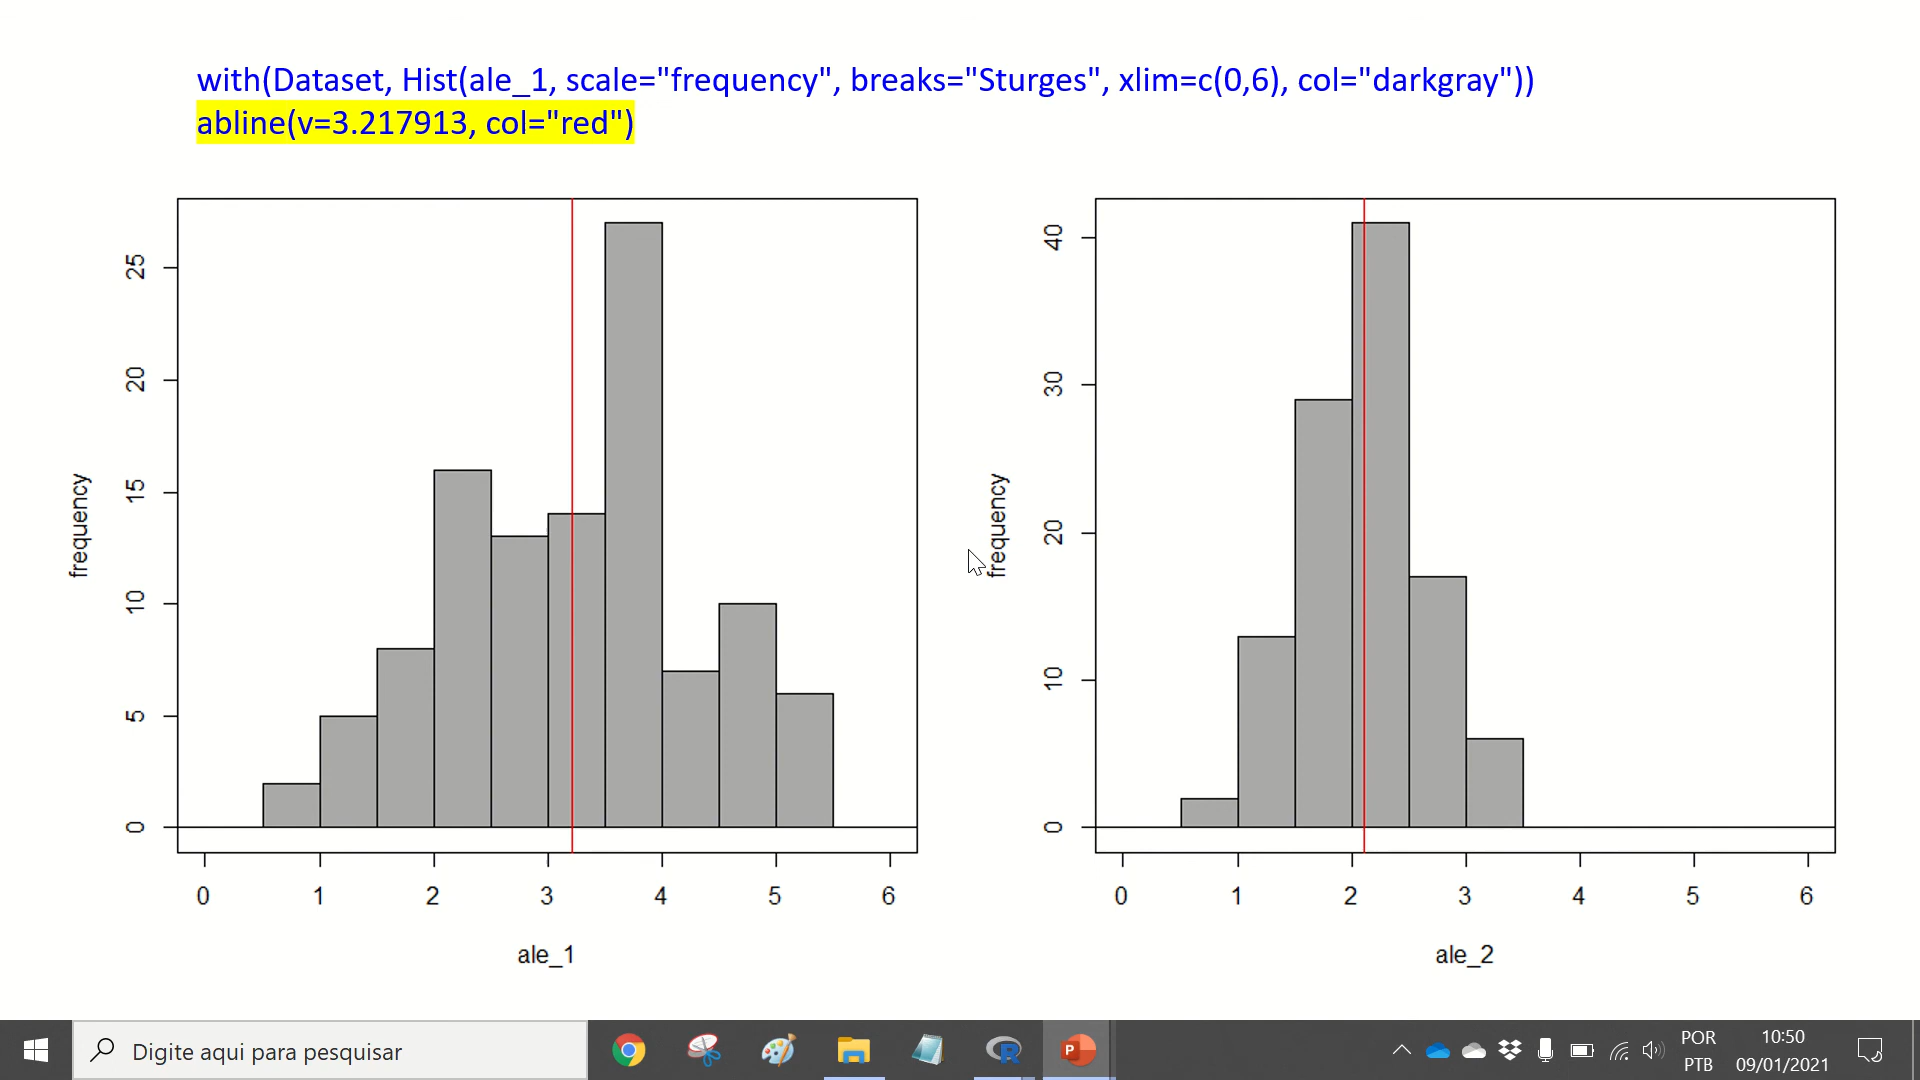 with(Dataset, Hist(ale_1, scale="frequency", breaks="Sturges", xlim=c(0,6), col="darkgray"))
abline(v=3.217913, col="red")
frequency
25
20
15
10
5
0
0 1 2 3 4 5 6
ale_1
frequency
40
30
20
10
0
0 1 2 3 4 5 6
ale_2
Digite aqui para pesquisar
R
P
POR
PTB
10:50
09/01/2021